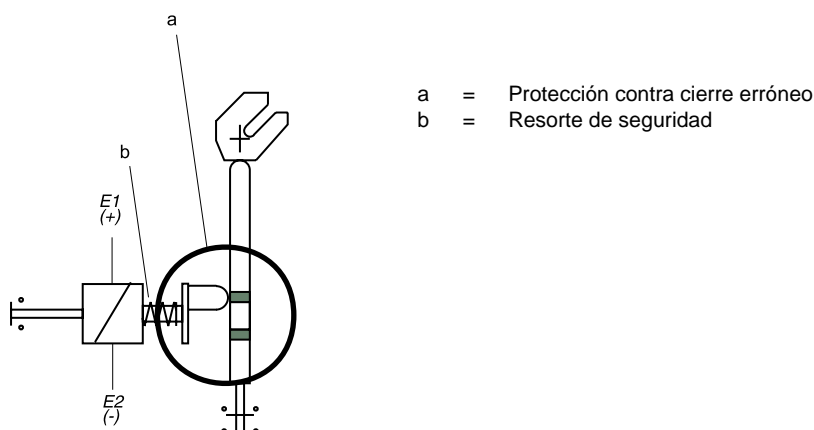 a
a = Protección contra cierre erróneo
b = Resorte de seguridad
b
E1
(+)
E2
(-)